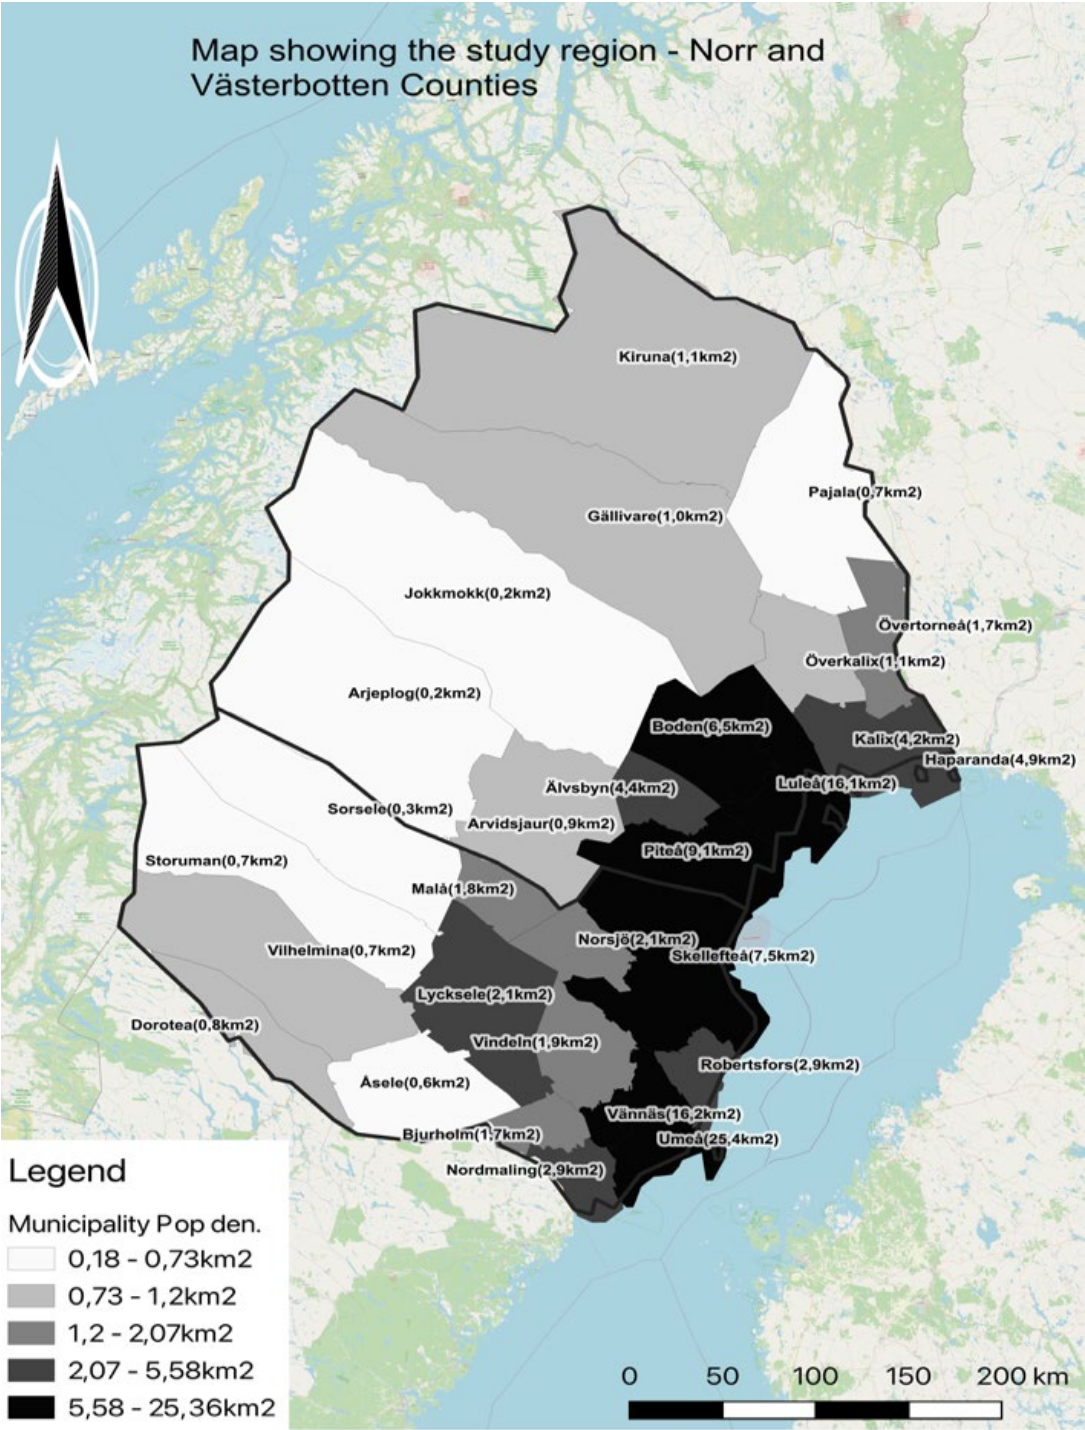 Map showing the study region - Norr and
Västerbotten Counties
Kiruna(1,1km2)
Pajala(0,7km2)
Gällivare(1,0km2)
Jokkmokk(0,2km2)
Övertorneå(1,7km2)
Överkalix(1,1km2)
Arjeplog(0,2km2)
Boden(6,5km2)
Kalix(4,2km2)
Haparanda(4,9km2)
Luleå(16,1km2)
Älvsbyn(4,4km2)
Sorsele(0,3km2)
Arvidsjaur(0,9km2)
Piteå(9,1km2)
Storuman(0,7km2)
Malå(1,8km2)
Norsjö(2,1km2)
Vilhelmina(0,7km2)
Skellefteå(7,5km2)
Lycksele(2,1km2)
Dorotea(0,8km2)
Vindeln(1,9km2)
Robertsfors(2,9km2)
Åsele(0,6km2)
Vännäs(16,2km2)
Bjurholm(1,7km2)
Umeå(25,4km2)
Nordmaling(2,9km2)
Legend
Municipality Pop den.
0,18 - 0,73km2
0,73 - 1,2km2
1,2 - 2,07km2
2,07 - 5,58km2
5,58 - 25,36km2
0 50 100 150 200 km